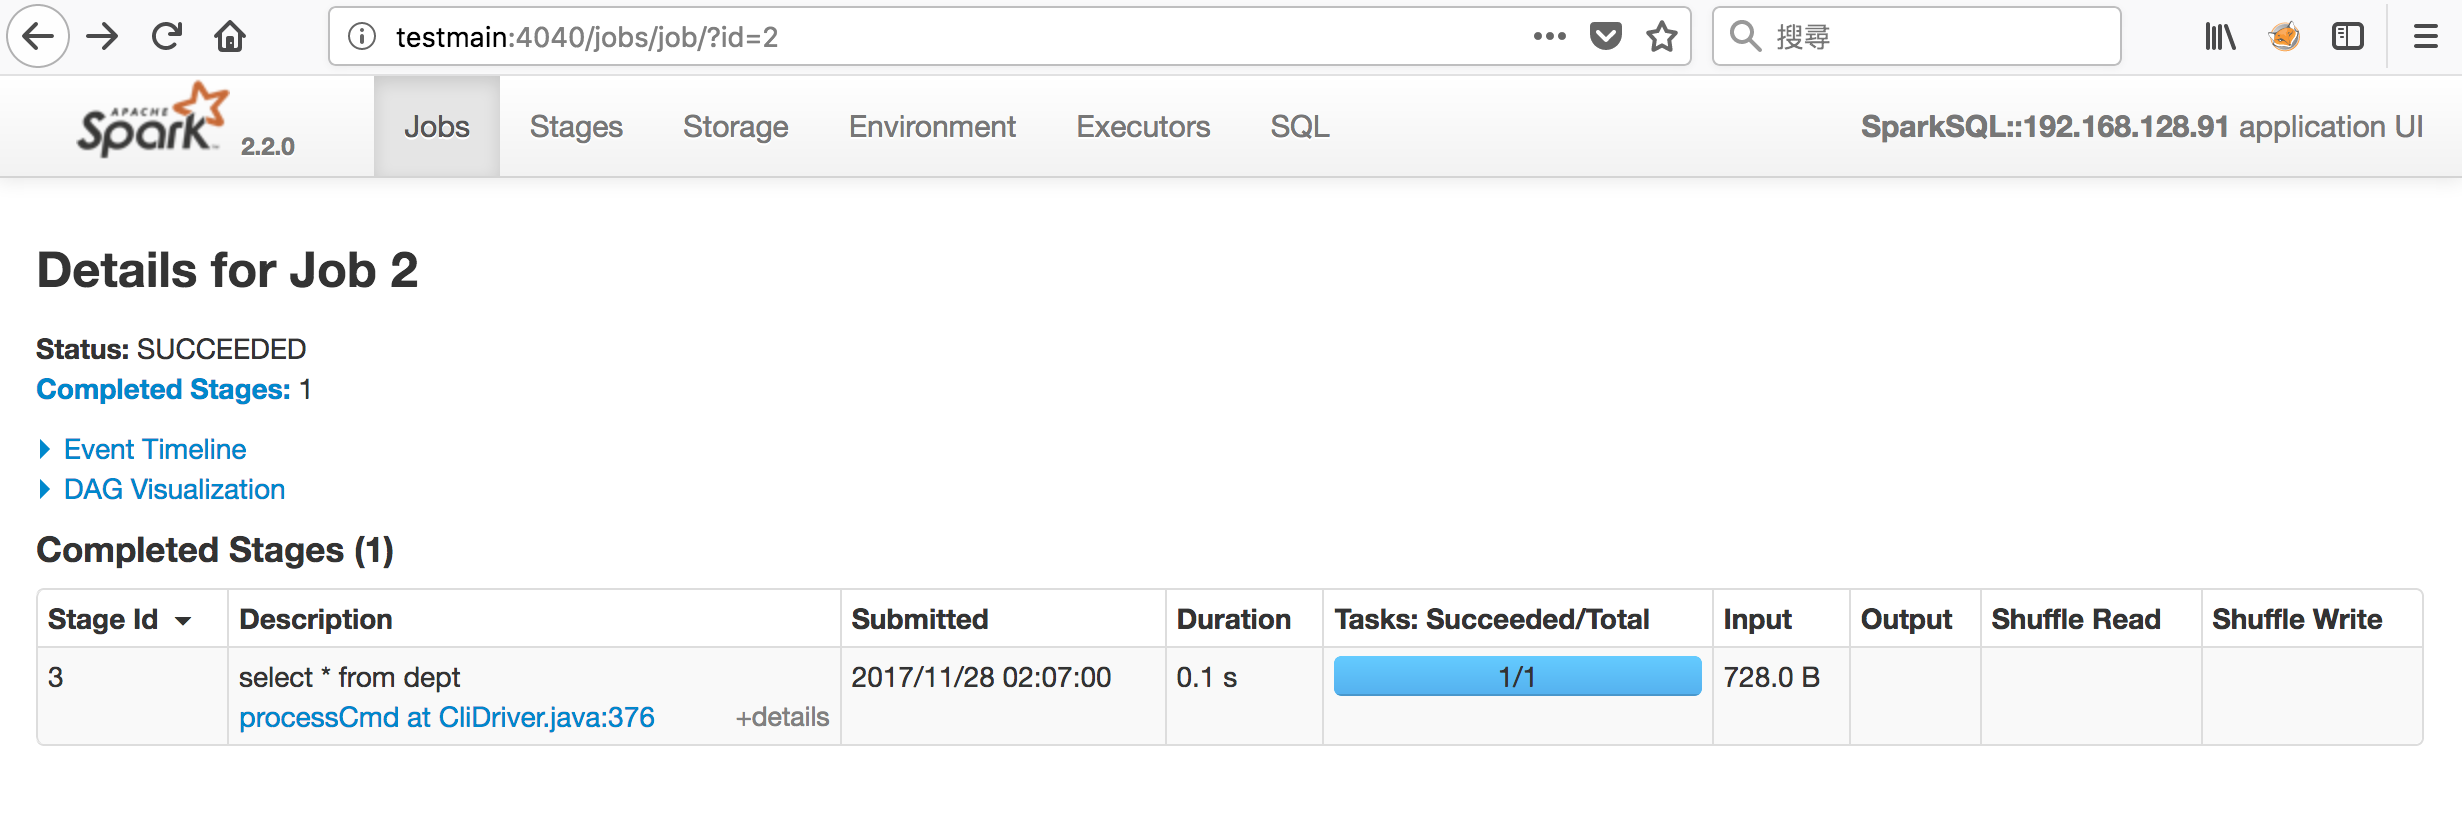 testmain:4040/jobs/job/?id=2
搜尋
APACHE
Spark™ 2.2.0
Jobs Stages Storage Environment Executors SQL SparkSQL::192.168.128.91 application UI
Details for Job 2
Status: SUCCEEDED
Completed Stages: 1
Event Timeline
DAG Visualization
Completed Stages (1)
Stage Id Description Submitted Duration Tasks: Succeeded/Total Input Output Shuffle Read Shuffle Write
3 select * from dept 2017/11/28 02:07:00 0.1 s 1/1 728.0 B
processCmd at CliDriver.java:376 +details